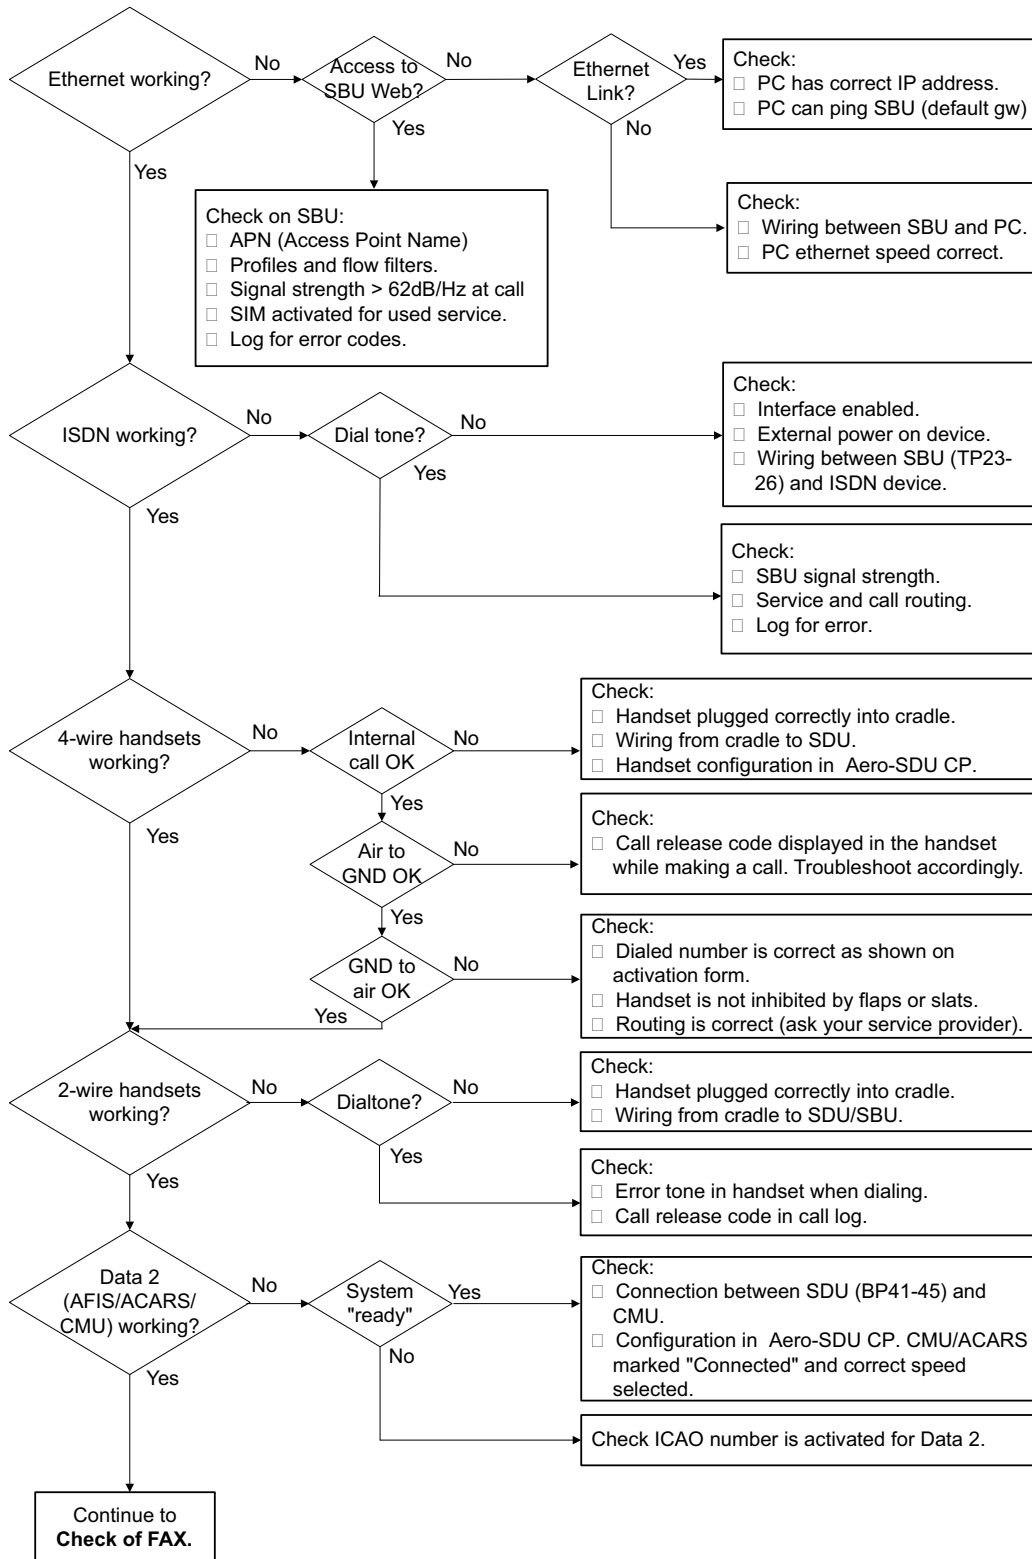 Ethernet working?
No
Access to
SBU Web?
No
Ethernet
Link?
Yes
Check:
☐ PC has correct IP address.
☐ PC can ping SBU (default gw)
Yes
Yes
No
Check on SBU:
☐ APN (Access Point Name)
☐ Profiles and flow filters.
☐ Signal strength > 62dB/Hz at call
☐ SIM activated for used service.
☐ Log for error codes.
Check:
☐ Wiring between SBU and PC.
☐ PC ethernet speed correct.
ISDN working?
No
Dial tone?
No
Check:
☐ Interface enabled.
☐ External power on device.
☐ Wiring between SBU (TP23-
26) and ISDN device.
Yes
Yes
Check:
☐ SBU signal strength.
☐ Service and call routing.
☐ Log for error.
4-wire handsets
working?
No
Internal
call OK
No
Check:
☐ Handset plugged correctly into cradle.
☐ Wiring from cradle to SDU.
☐ Handset configuration in Aero-SDU CP.
Yes
Yes
Air to
GND OK
No
Check:
☐ Call release code displayed in the handset
while making a call. Troubleshoot accordingly.
Yes
GND to
air OK
No
Check:
☐ Dialed number is correct as shown on
activation form.
☐ Handset is not inhibited by flaps or slats.
☐ Routing is correct (ask your service provider).
Yes
2-wire handsets
working?
No
Dialtone?
No
Check:
☐ Handset plugged correctly into cradle.
☐ Wiring from cradle to SDU/SBU.
Yes
Yes
Check:
☐ Error tone in handset when dialing.
☐ Call release code in call log.
Data 2
(AFIS/ACARS/
CMU) working?
No
System
"ready"
Yes
Check:
☐ Connection between SDU (BP41-45) and
CMU.
☐ Configuration in Aero-SDU CP. CMU/ACARS
marked "Connected" and correct speed
selected.
Yes
No
Check ICAO number is activated for Data 2.
Continue to
Check of FAX.